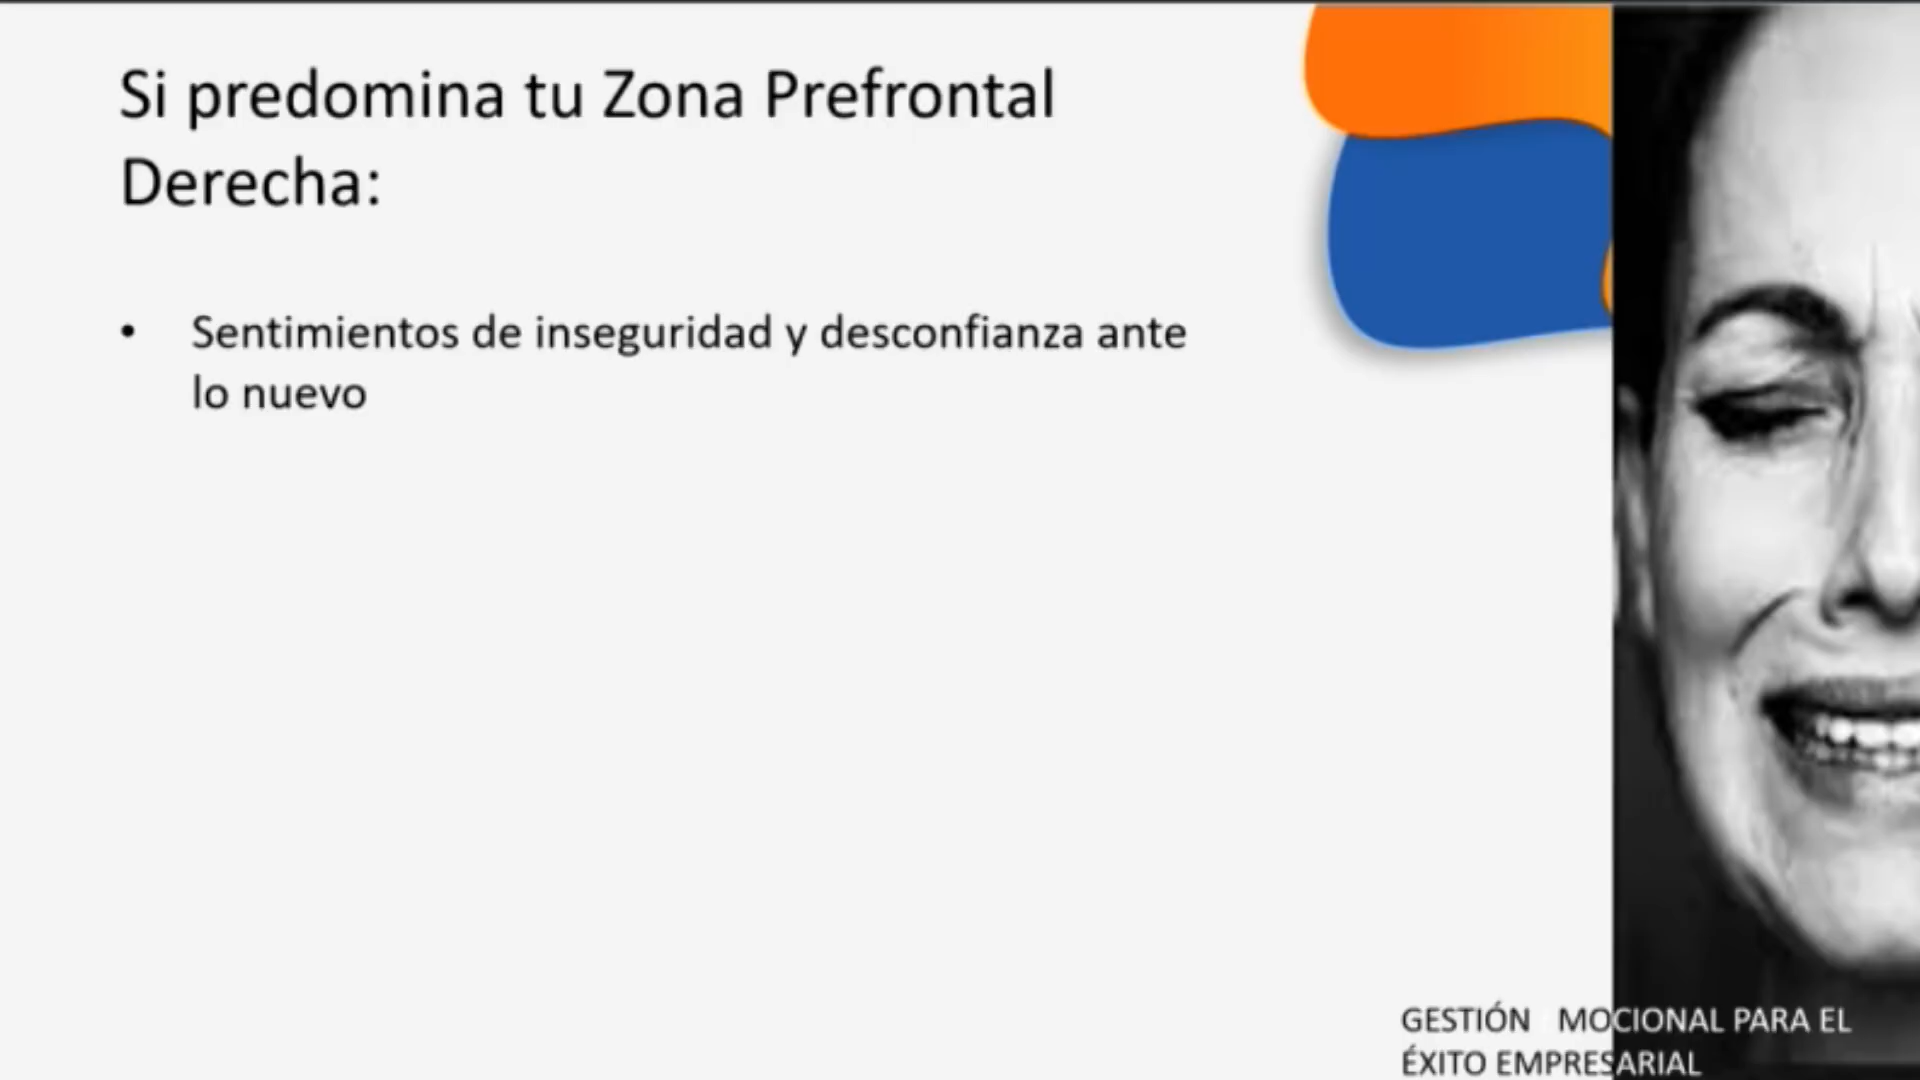 Si predomina tu Zona Prefrontal
Derecha:
• Sentimientos de inseguridad y desconfianza ante
lo nuevo
GESTIÓN MOCIONAL PARA EL
ÉXITO EMPRESARIAL